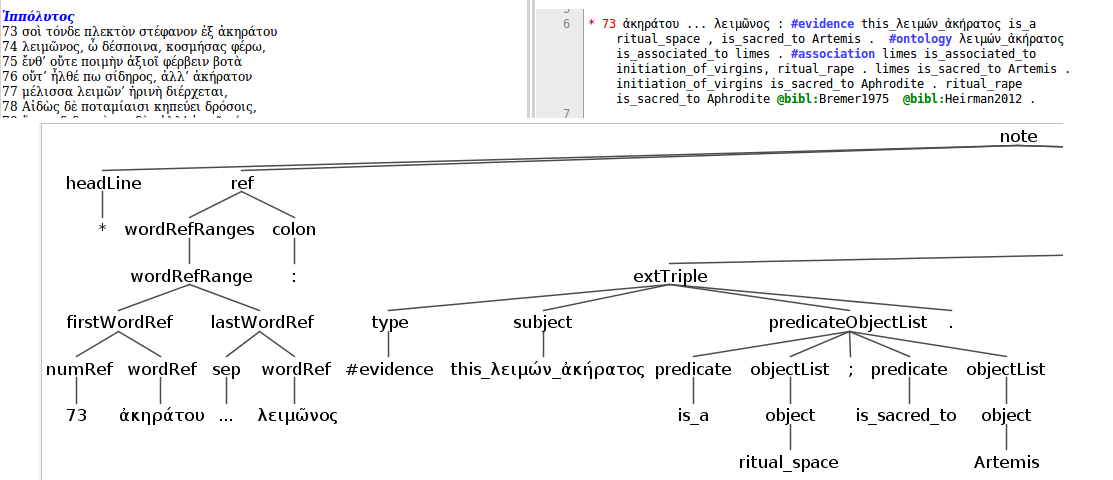 Ἱππόλυτος
73 σοὶ τόνδε πλεκτὸν στέφανον ἐξ ἀκηράτου
74 λειμῶνος, ὦ δέσποινα, κοσμήσας φέρω,
75 ἔνθ’ οὔτε ποιμὴν ἀξιοῖ φέρβειν βοτὰ
76 οὔτ’ ἦλθέ πω σίδηρος, ἀλλ’ ἀκήρατον
77 μέλισσα λειμῶν’ ἠρινὴ διέρχεται,
78 Αἰδὼς δὲ ποταμίαισι κηπεύει δρόσοις,
6 * 73 ἀκηράτου ... λειμῶνος : #evidence this_λειμών_ἀκήρατος is_a
ritual_space , is_sacred_to Artemis . #ontology λειμών_ἀκήρατος
is_associated_to limes . #association limes is_associated_to
initiation_of_virgins, ritual_rape . limes is_sacred_to Artemis .
initiation_of_virgins is_sacred_to Aphrodite . ritual_rape
is_sacred_to Aphrodite @bibl:Bremer1975 @bibl:Heirman2012 .
7
note
headLine ref
* wordRefRanges colon
wordRefRange : extTriple
firstWordRef lastWordRef type subject predicateObjectList .
numRef wordRef sep wordRef #evidence this_λειμών_ἀκήρατος predicate objectList ; predicate objectList
73 ἀκηράτου ... λειμῶνος is_a object is_sacred_to object
ritual_space Artemis